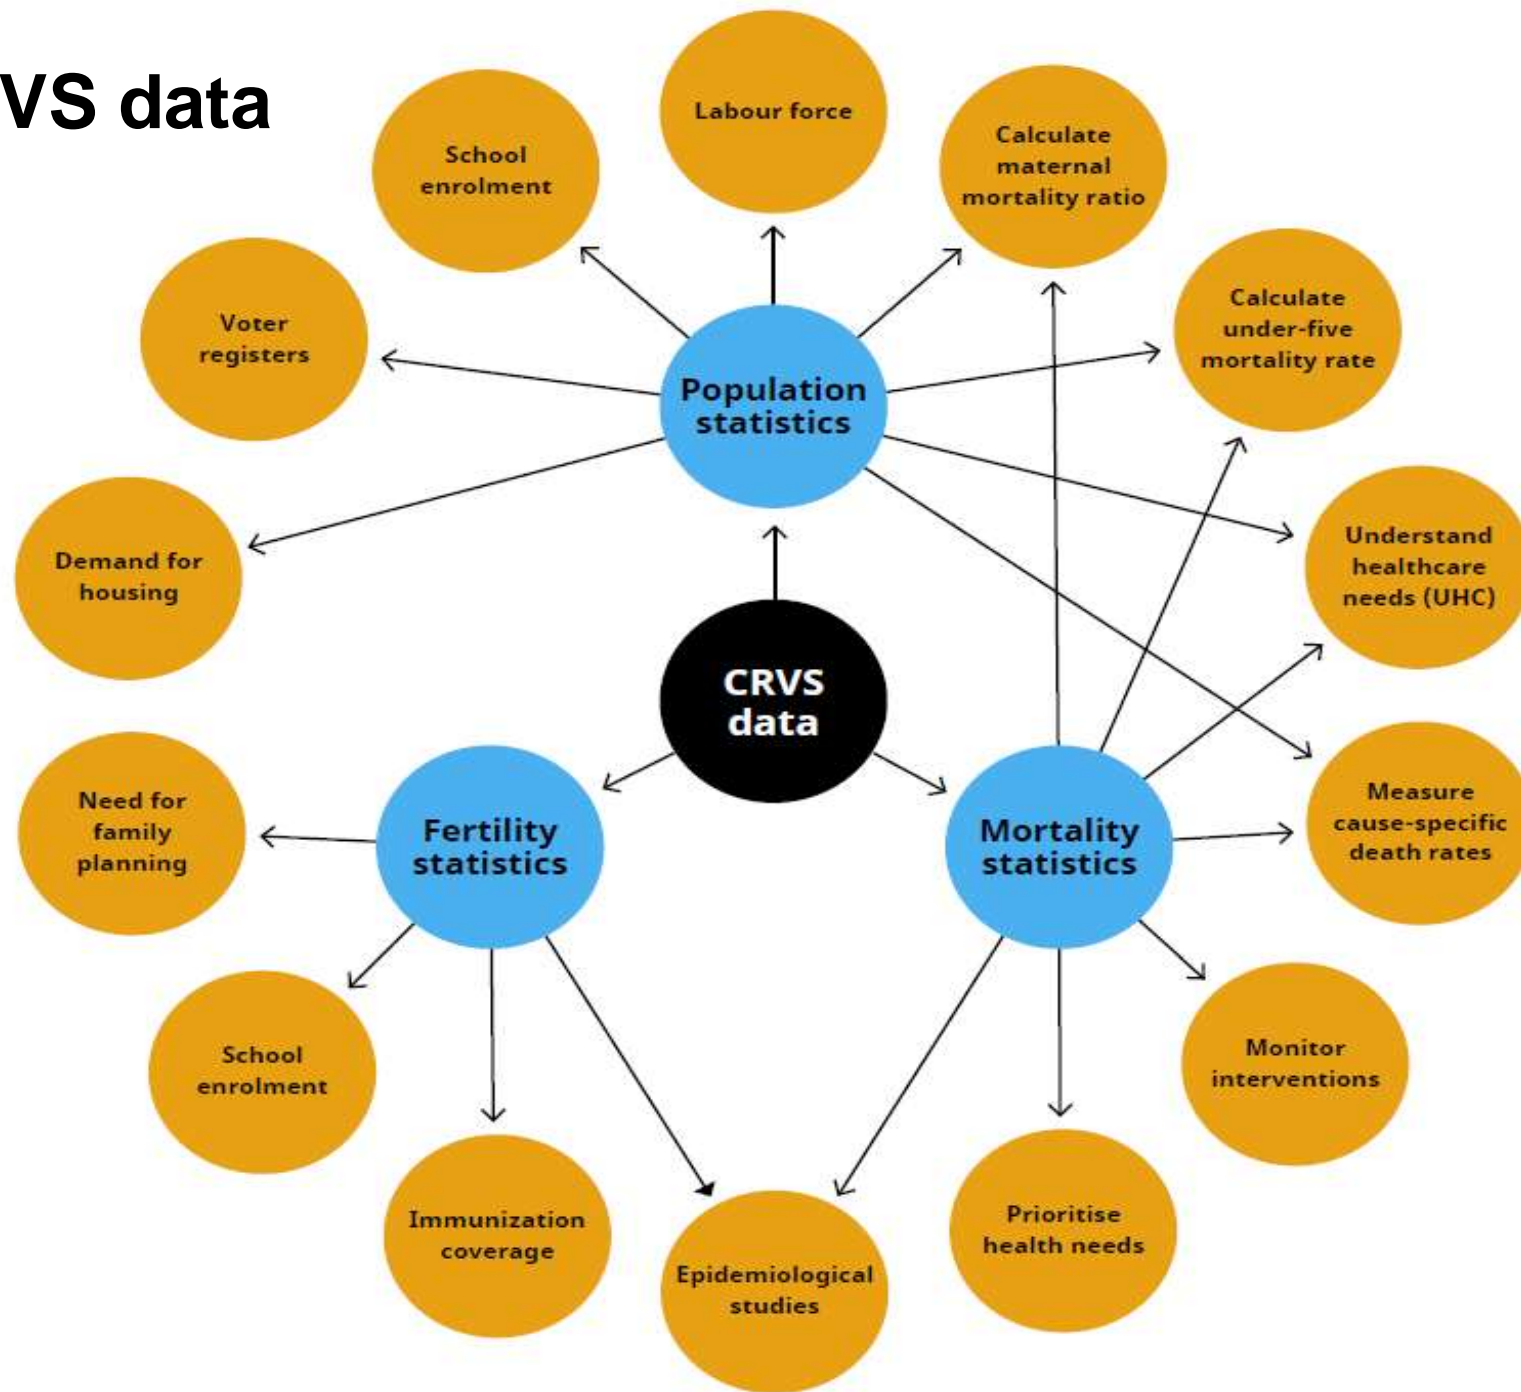 VS data
Labour force
School
enrolment
Calculate
maternal
mortality ratio
Voter
registers
Calculate
under-five
mortality rate
Population
statistics
Demand for
housing
Understand
healthcare
needs (UHC)
CRVS
data
Need for
family
planning
Fertility
statistics
Mortality
statistics
Measure
cause-specific
death rates
School
enrolment
Monitor
interventions
Immunization
coverage
Epidemiological
studies
Prioritise
health needs